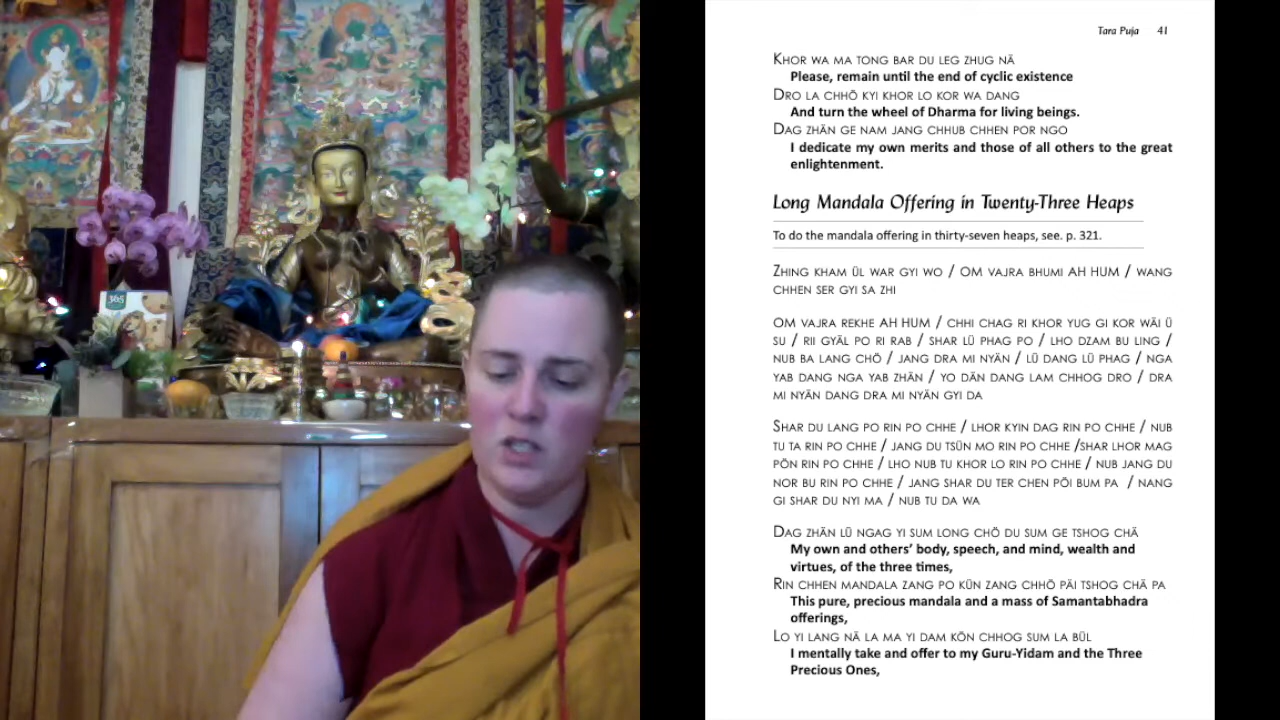 365
Tara Puja 41
KHOR WA MA TONG BAR DU LEG ZHUG NÄ
Please, remain until the end of cyclic existence
DRO LA CHHÖ KYI KHOR LO KOR WA DANG
And turn the wheel of Dharma for living beings.
DAG ZHÄN GE NAM JANG CHHUB CHHEN POR NGO
I dedicate my own merits and those of all others to the great
enlightenment.
Long Mandala Offering in Twenty-Three Heaps
To do the mandala offering in thirty-seven heaps, see. p. 321.
ZHING KHAM ÜL WAR GYI WO / OM VAJRA BHUMI AH HUM / WANG
CHHEN SER GYI SA ZHI
OM VAJRA REKHE AH HUM / CHHI CHAG RI KHOR YUG GI KOR WÄI Ü
SU / RII GYÄL PO RI RAB / SHAR LÜ PHAG PO / LHO DZAM BU LING /
NUB BA LANG CHÖ / JANG DRA MI NYÄN / LÜ DANG LÜ PHAG / NGA
YAB DANG NGA YAB ZHÄN / YO DÄN DANG LAM CHHOG DRO / DRA
MI NYÄN DANG DRA MI NYÄN GYI DA
SHAR DU LANG PO RIN PO CHHE / LHOR KYIN DAG RIN PO CHHE / NUB
TU TA RIN PO CHHE / JANG DU TSÜN MO RIN PO CHHE /SHAR LHOR MAG
PÖN RIN PO CHHE / LHO NUB TU KHOR LO RIN PO CHHE / NUB JANG DU
NOR BU RIN PO CHHE / JANG SHAR DU TER CHEN PÖI BUM PA / NANG
GI SHAR DU NYI MA / NUB TU DA WA
DAG ZHÄN LÜ NGAG YI SUM LONG CHÖ DU SUM GE TSHOG CHÄ
My own and others' body, speech, and mind, wealth and
virtues, of the three times,
RIN CHHEN MANDALA ZANG PO KÜN ZANG CHHÖ PÄI TSHOG CHÄ PA
This pure, precious mandala and a mass of Samantabhadra
offerings,
LO YI LANG NÄ LA MA YI DAM KÖN CHHOG SUM LA BÜL
I mentally take and offer to my Guru-Yidam and the Three
Precious Ones,